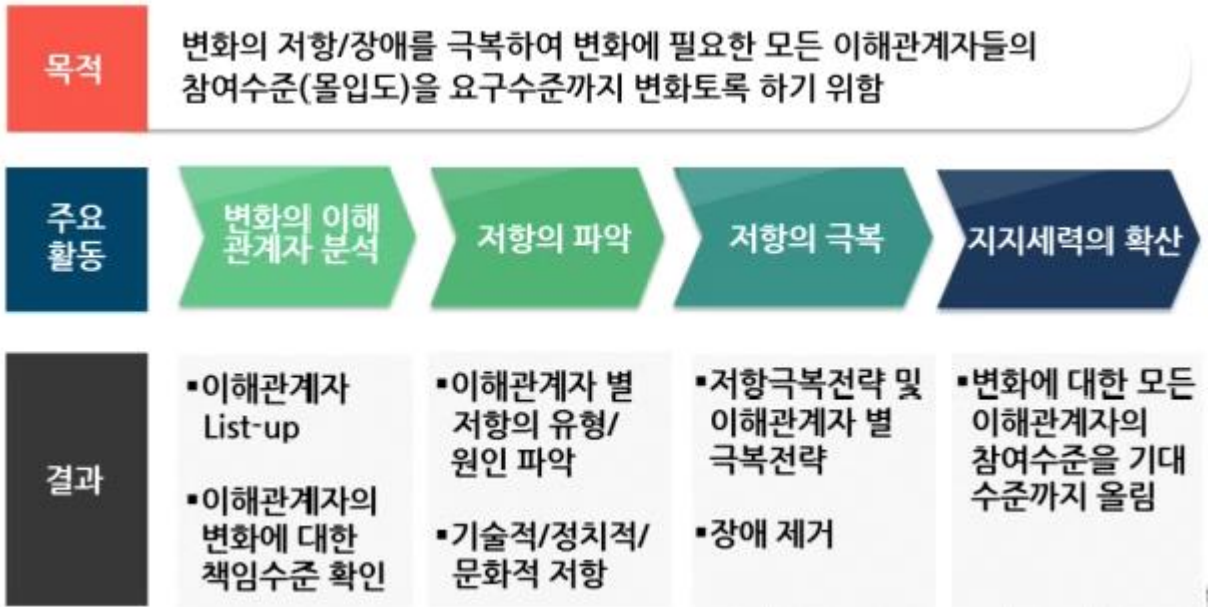 목적
변화의 저항/장애를 극복하여 변화에 필요한 모든 이해관계자들의
참여수준(몰입도)을 요구수준까지 변화토록 하기 위함
주요
활동
변화의 이해
관계자 분석
저항의 파악
저항의 극복
지지세력의 확산
결과
▪이해관계자
List-up
▪이해관계자의
변화에 대한
책임수준 확인
▪이해관계자 별
저항의 유형/
원인 파악
▪기술적/정치적/
문화적 저항
▪저항극복전략 및
이해관계자 별
극복전략
▪장애 제거
▪변화에 대한 모든
이해관계자의
참여수준을 기대
수준까지 올림